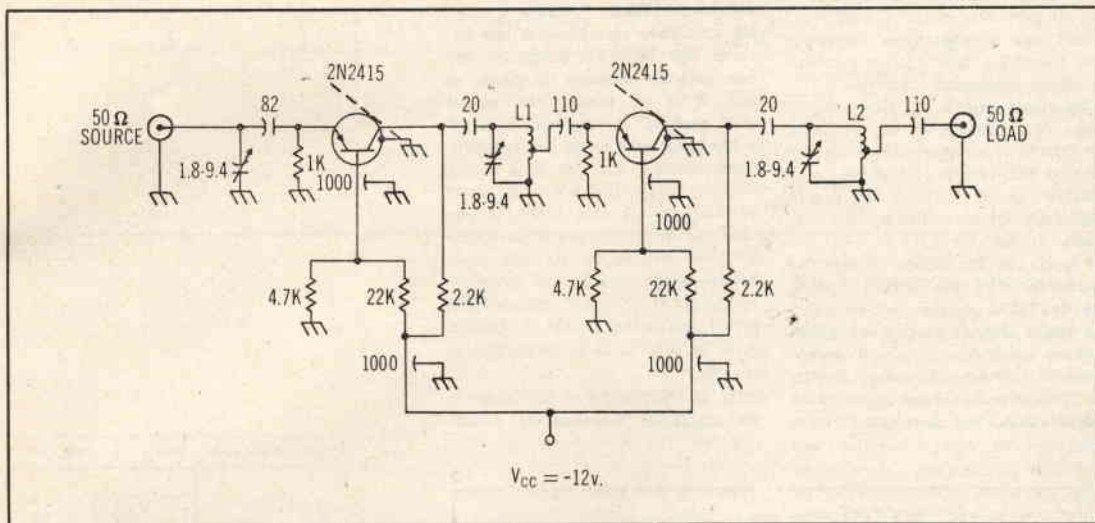 2N2415
2N2415
82
20
L1
110
20
L2
110
50 Ω
SOURCE
50 Ω
LOAD
1.8-9.4
1K
1000
1.8-9.4
1K
1000
1.8-9.4
4.7K
22K
2.2K
4.7K
22K
2.2K
1000
1000
VCC = -12v.